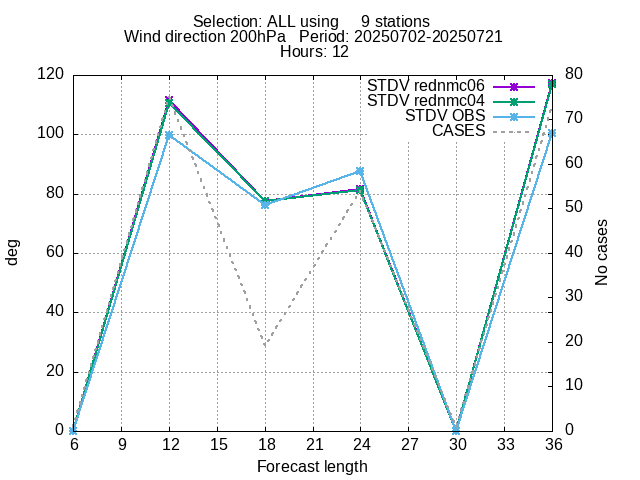 Selection: ALL using     9 stations
Wind direction 200hPa   Period: 20250702-20250721
Hours: 12
STDV rednmc06
STDV rednmc04
STDV OBS
CASES
120
100
80
60
40
20
0
deg
80
70
60
50
40
30
20
10
0
No cases
6 9 12 15 18 21 24 27 30 33 36
Forecast length